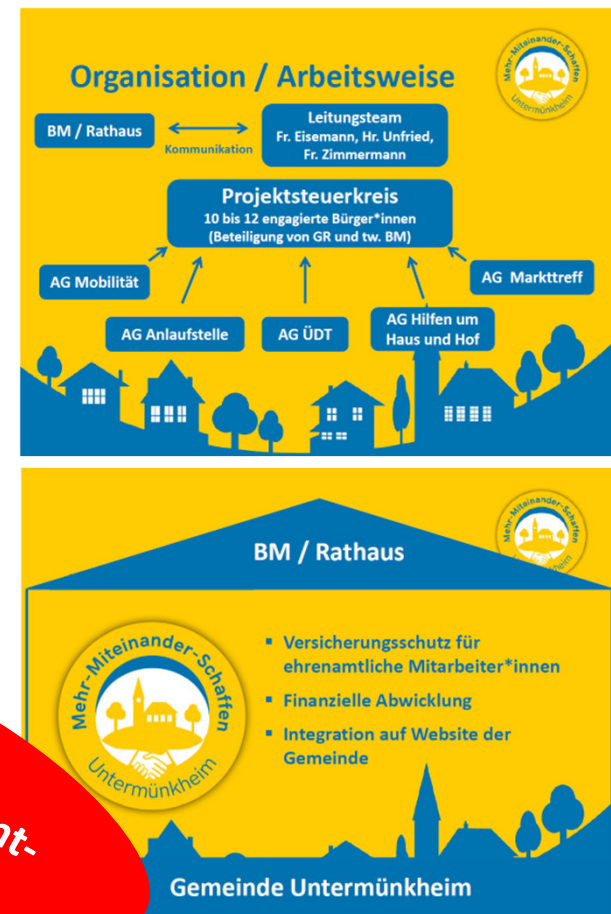 Organisation / Arbeitsweise
Mehr-Miteinander-Schaffen
Untermünkheim
BM / Rathaus
Kommunikation
Leitungsteam
Fr. Eisemann, Hr. Unfried,
Fr. Zimmermann
Projektsteuerkreis
10 bis 12 engagierte Bürger*innen
(Beteiligung von GR und tw. BM)
AG Mobilität
AG Markttreff
AG Anlaufstelle
AG ÜDT
AG Hilfen um
Haus und Hof
BM / Rathaus
Mehr-Miteinander-Schaffen
Mehr-Miteinander-Schaffen
Untermünkheim
▪ Versicherungsschutz für
ehrenamtliche Mitarbeiter*innen
▪ Finanzielle Abwicklung
▪ Integration auf Website der
Gemeinde
Gemeinde Untermünkheim